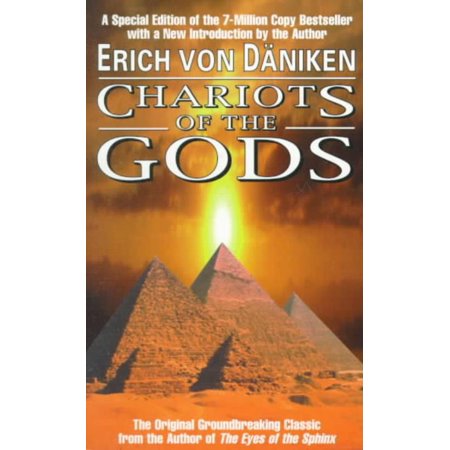 A Special Edition of the 7-Million Copy Bestseller
with a New Introduction by the Author
ERICH VON DÄNIKEN
CHARIOTS
OF THE
GODS
The Original Groundbreaking Classic
from the Author of The Eyes of the Sphinx